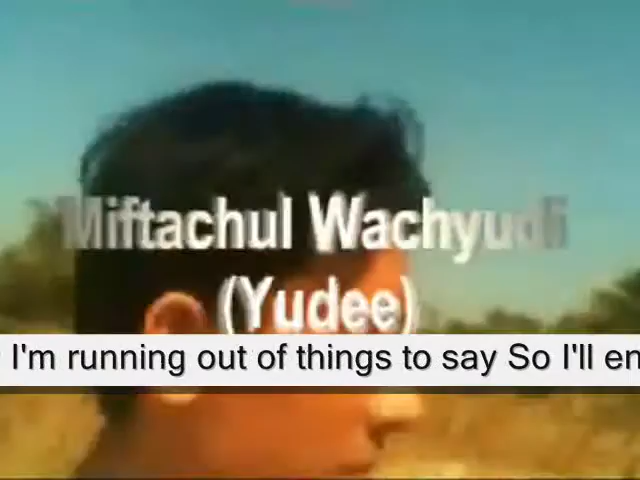 Miftachul Wachyudi
(Yudee)
I'm running out of things to say So I'll en